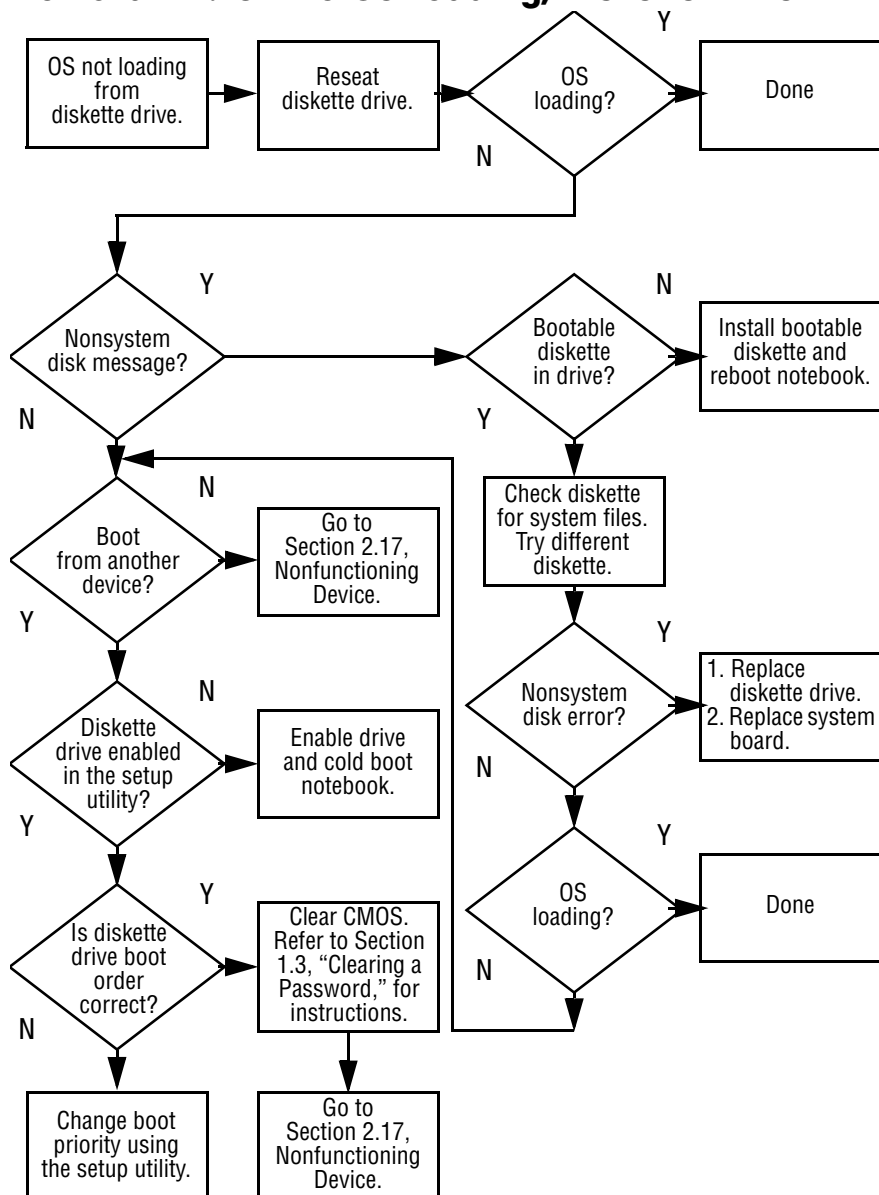 OS not loading
from
diskette drive.
Reseat
diskette drive.
OS
loading?
Y
Done
N
Nonsystem
disk message?
Y
N
Bootable
diskette
in drive?
N
Install bootable
diskette and
reboot notebook.
Y
Check diskette
for system files.
Try different
diskette.
Boot
from another
device?
N
Go to
Section 2.17,
Nonfunctioning
Device.
Y
Nonsystem
disk error?
Y
1. Replace
diskette drive.
2. Replace system
board.
N
Diskette
drive enabled
in the setup
utility?
N
Enable drive
and cold boot
notebook.
Y
OS
loading?
Y
Done
N
Is diskette
drive boot
order
correct?
Y
Clear CMOS.
Refer to Section
1.3, “Clearing a
Password,” for
instructions.
N
Change boot
priority using
the setup utility.
Go to
Section 2.17,
Nonfunctioning
Device.